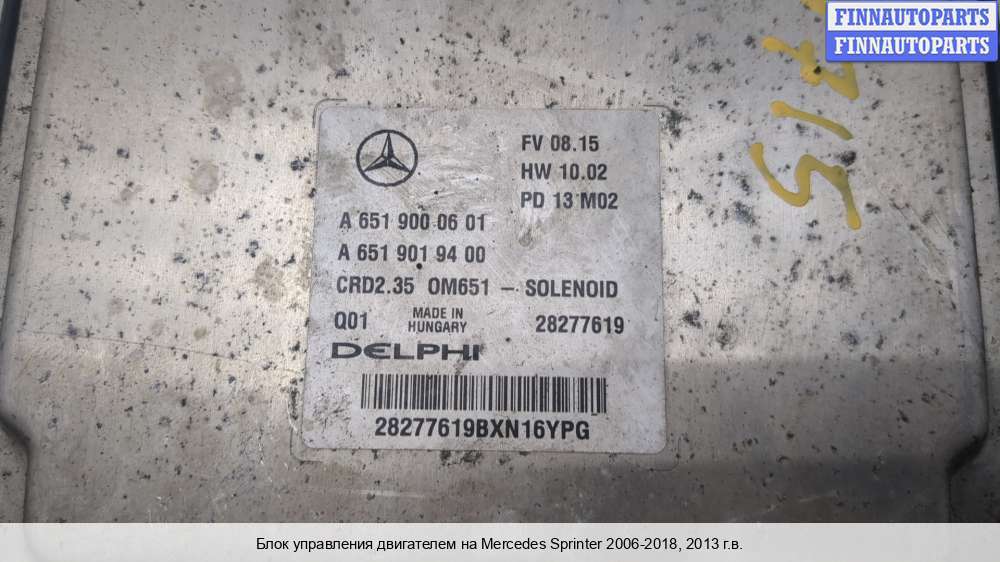 FINNAUTOPARTS
FINNAUTOPARTS
FV 08.15
HW 10.02
PD 13 M02
A 651 900 06 01
A 651 901 94 00
CRD2.35 OM651 – SOLENOID
Q01 MADE IN HUNGARY 28277619
DELPHI
28277619BXN16YPG
Блок управления двигателем на Mercedes Sprinter 2006-2018, 2013 г.в.